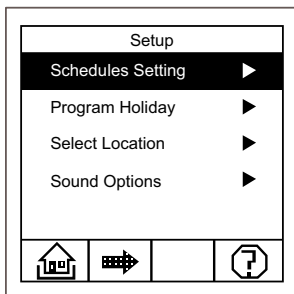 Setup
Schedules Setting
Program Holiday
Select Location
Sound Options
?